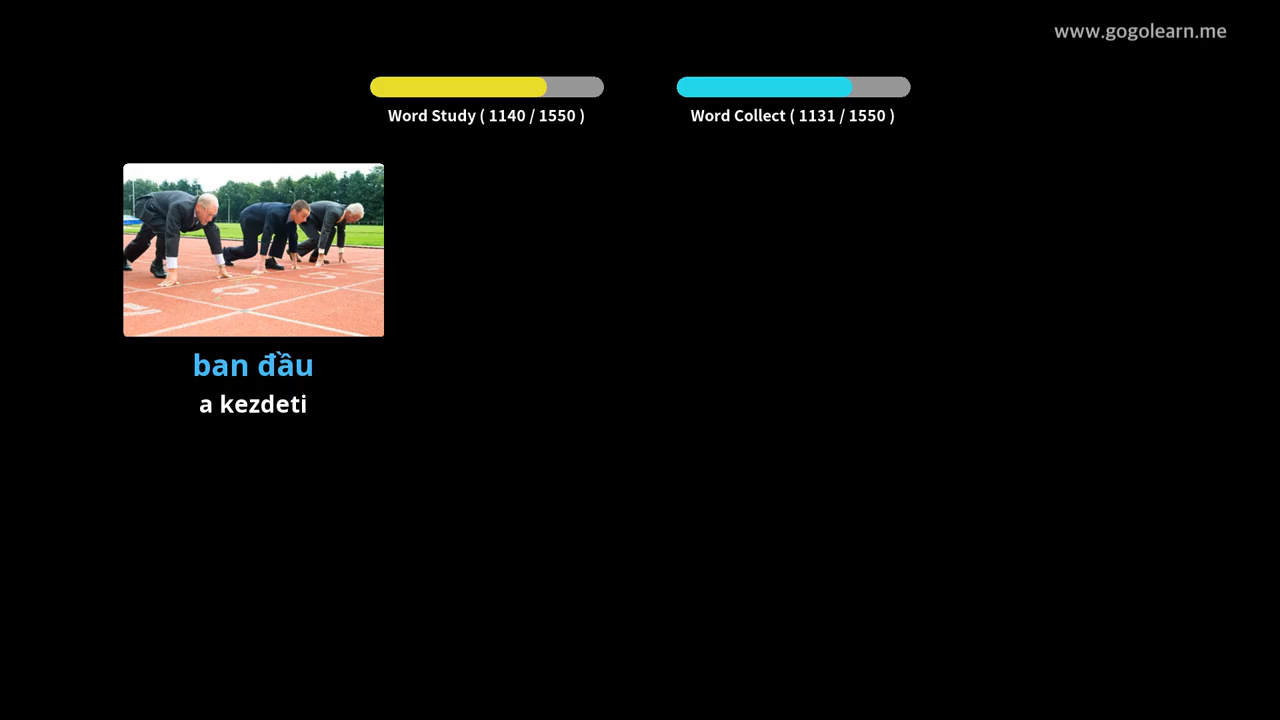 www.gogolearn.me
Word Study ( 1140 / 1550 )
Word Collect ( 1131 / 1550 )
ban đầu
a kezdeti